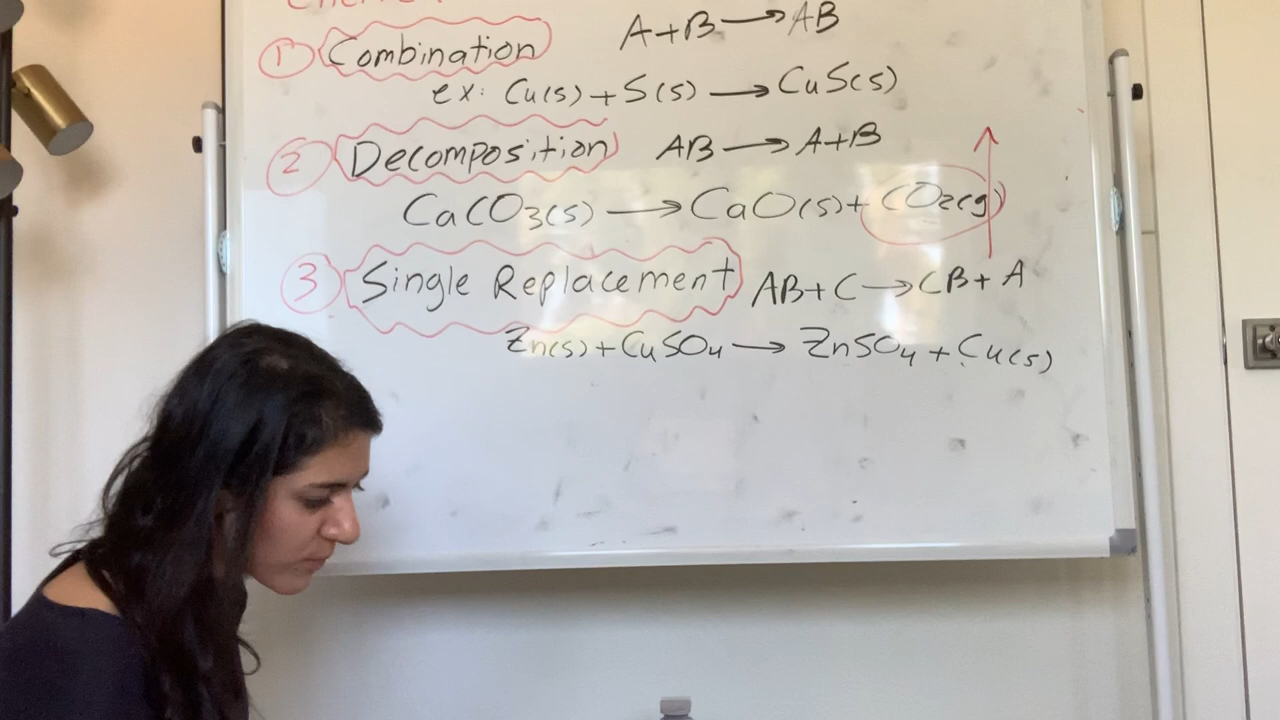 ① Combination A+B → AB
ex: Cu(s) + S(s) → CuS(s)
② Decomposition AB → A+B
CaCO3(s) → CaO(s) + CO2(g) ↑
③ Single Replacement AB + C → CB + A
Zn(s) + CuSO4 → ZnSO4 + Cu(s)